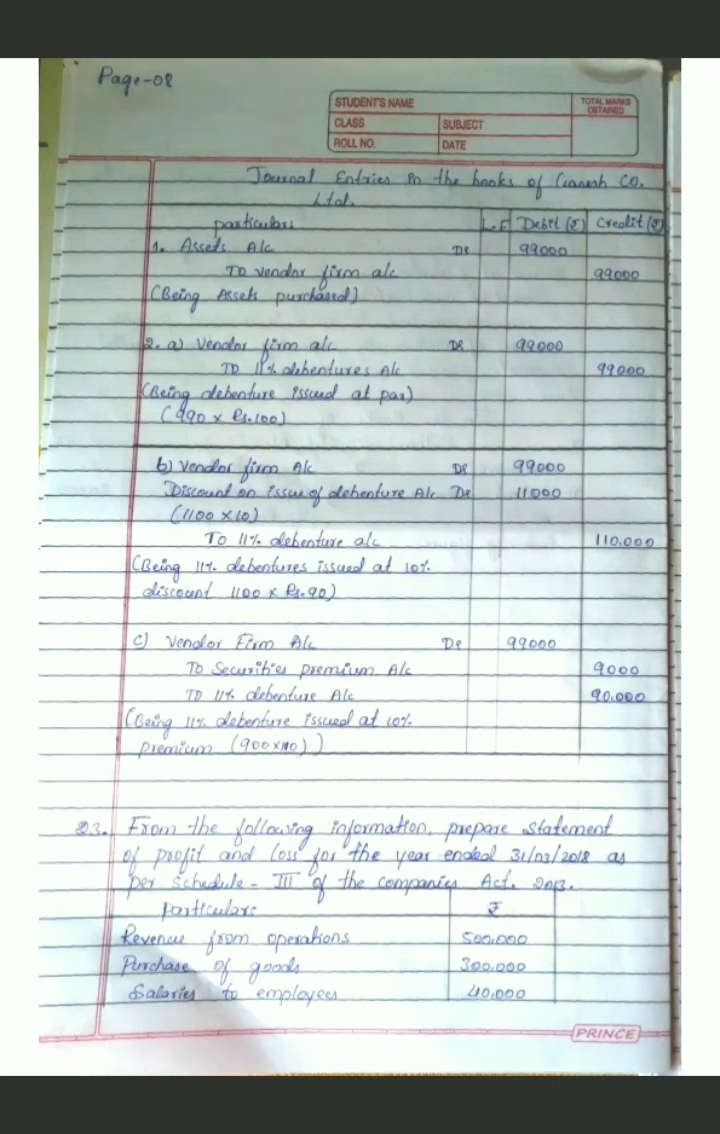 Page-08
STUDENT'S NAME
TOTAL MARKS OBTAINED
CLASS SUBJECT
ROLL NO. DATE
Journal Entries in the books of Ganesh Co.
Ltd.
particulars L.F Debit (₹) Credit (₹)
1. Assets A/c Dr 99000
To vendor firm a/c 99000
(Being Assets purchased)
2. a) Vendor firm a/c Dr 99000
To 11% debentures A/c 99000
(Being debenture issued at par)
(990 x Rs.100)
b) Vendor firm A/c Dr 99000
Discount on issue of debenture A/c Dr 11000
(1100 x 10)
To 11% debenture a/c 110.000
(Being 11% debentures issued at 10%
discount 1100 x Rs.90)
c) Vendor Firm A/c Dr 99000
To Securities premium A/c 9000
To 11% debenture A/c 90.000
(Being 11% debenture issued at 10%
premium (900x110))
23. From the following information, prepare statement
of profit and loss for the year ended 31/03/2018 as
per schedule - III of the companies Act. 2013.
particulars ₹
Revenue from operations 500.000
Purchase of goods 300.000
Salaries to employees 40.000
PRINCE